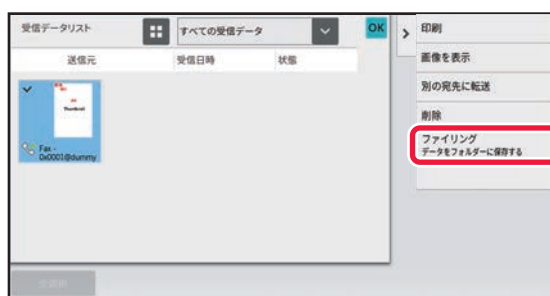 受信データリスト
すべての受信データ
OK
送信元
受信日時
状態
Thumbnail
Fax -
0x0001@dummy
印刷
画像を表示
別の宛先に転送
削除
ファイリング
データをフォルダーに保存する